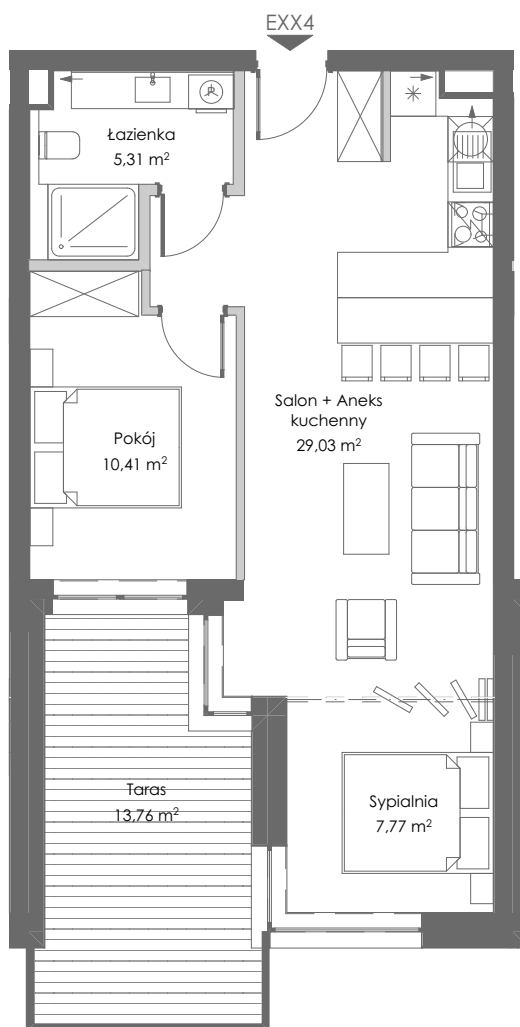 EXX4
Łazienka
5,31 m²
Salon + Aneks
kuchenny
29,03 m²
Pokój
10,41 m²
Taras
13,76 m²
Sypialnia
7,77 m²